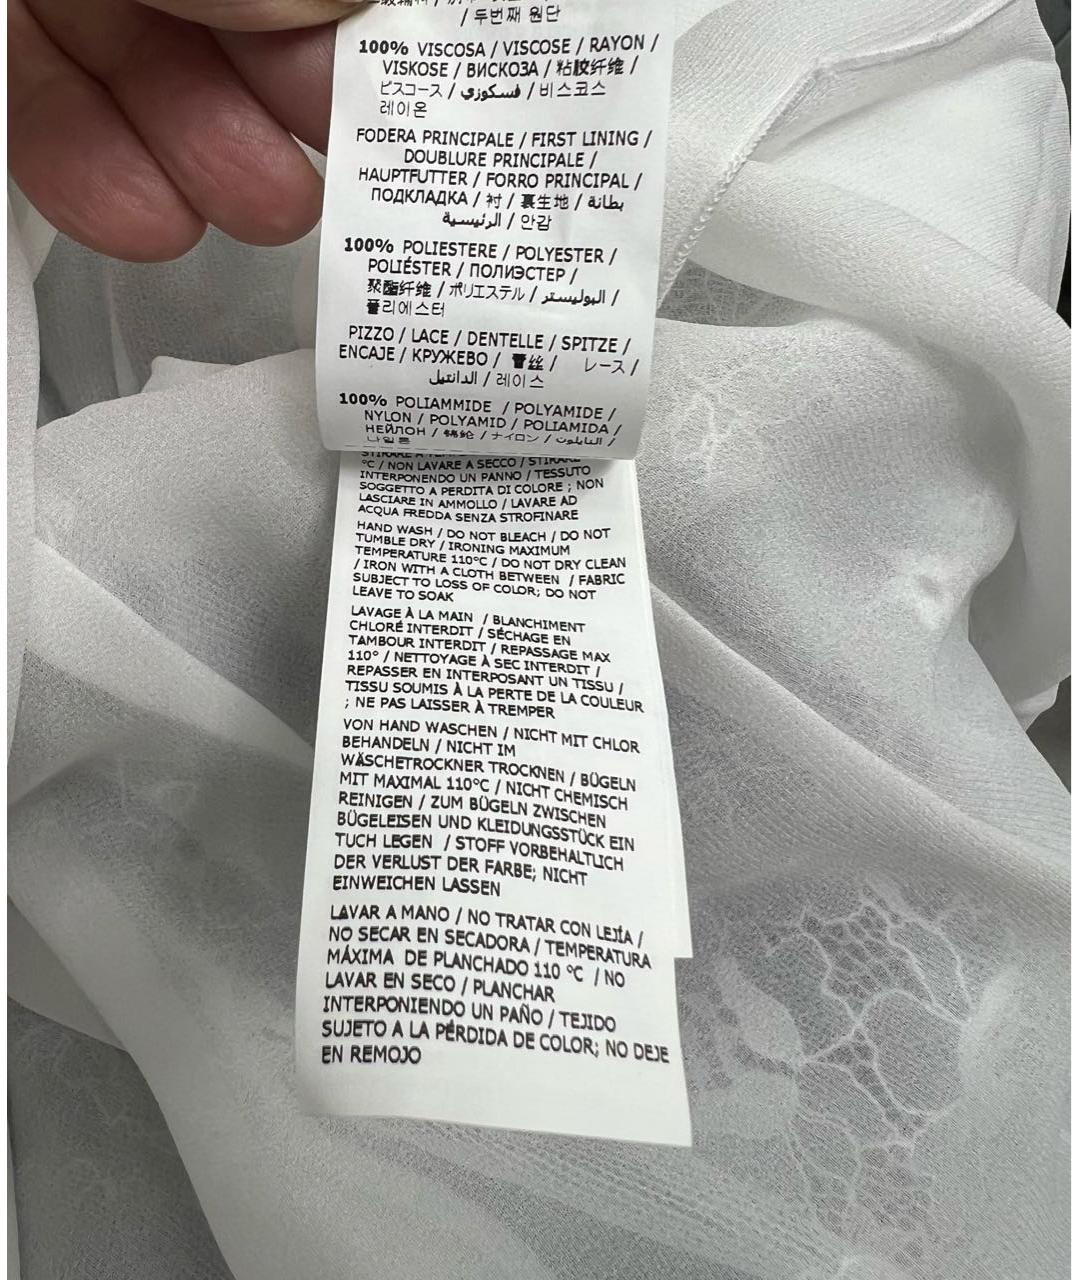 / 두번째 원단
100% VISCOSA / VISCOSE / RAYON /
VISKOSE / ВИСКОЗА / 粘胶纤维 /
ビスコース / فسكوزي / 비스코스
레이온
FODERA PRINCIPALE / FIRST LINING /
DOUBLURE PRINCIPALE /
HAUPTFUTTER / FORRO PRINCIPAL /
ПОДКЛАДКА / 衬 / 裏生地 / بطانة
الرئيسية / 안감
100% POLIESTERE / POLYESTER /
POLIÉSTER / ПОЛИЭСТЕР /
聚酯纤维 / ポリエステル / البوليستر /
폴리에스터
PIZZO / LACE / DENTELLE / SPITZE /
ENCAJE / КРУЖЕВО / 蕾丝 / レース /
الدانتيل / 레이스
100% POLIAMMIDE / POLYAMIDE /
NYLON / POLYAMID / POLIAMIDA /
НЕЙЛОН / 锦纶 / ナイロン / النايلون /
나일론
STIRARE A
°C / NON LAVARE A SECCO / STIRARE
INTERPONENDO UN PANNO / TESSUTO
SOGGETTO A PERDITA DI COLORE ; NON
LASCIARE IN AMMOLLO / LAVARE AD
ACQUA FREDDA SENZA STROFINARE
HAND WASH / DO NOT BLEACH / DO NOT
TUMBLE DRY / IRONING MAXIMUM
TEMPERATURE 110°C / DO NOT DRY CLEAN
/ IRON WITH A CLOTH BETWEEN / FABRIC
SUBJECT TO LOSS OF COLOR; DO NOT
LEAVE TO SOAK
LAVAGE À LA MAIN / BLANCHIMENT
CHLORÉ INTERDIT / SÉCHAGE EN
TAMBOUR INTERDIT / REPASSAGE MAX
110° / NETTOYAGE À SEC INTERDIT /
REPASSER EN INTERPOSANT UN TISSU /
TISSU SOUMIS À LA PERTE DE LA COULEUR
; NE PAS LAISSER À TREMPER
VON HAND WASCHEN / NICHT MIT CHLOR
BEHANDELN / NICHT IM
WÄSCHETROCKNER TROCKNEN / BÜGELN
MIT MAXIMAL 110°C / NICHT CHEMISCH
REINIGEN / ZUM BÜGELN ZWISCHEN
BÜGELEISEN UND KLEIDUNGSSTÜCK EIN
TUCH LEGEN / STOFF VORBEHALTLICH
DER VERLUST DER FARBE; NICHT
EINWEICHEN LASSEN
LAVAR A MANO / NO TRATAR CON LEJÍA /
NO SECAR EN SECADORA / TEMPERATURA
MÁXIMA DE PLANCHADO 110 °C / NO
LAVAR EN SECO / PLANCHAR
INTERPONIENDO UN PAÑO / TEJIDO
SUJETO A LA PÉRDIDA DE COLOR; NO DEJE
EN REMOJO